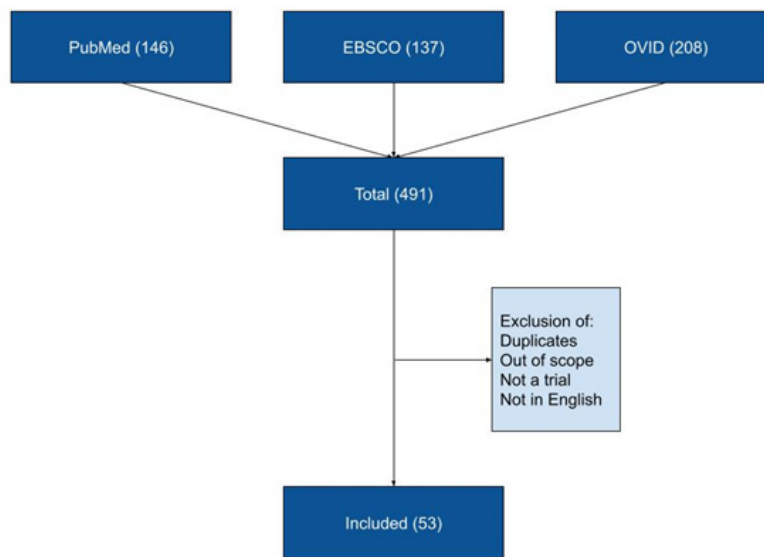 PubMed (146)
EBSCO (137)
OVID (208)
Total (491)
Exclusion of:
Duplicates
Out of scope
Not a trial
Not in English
Included (53)